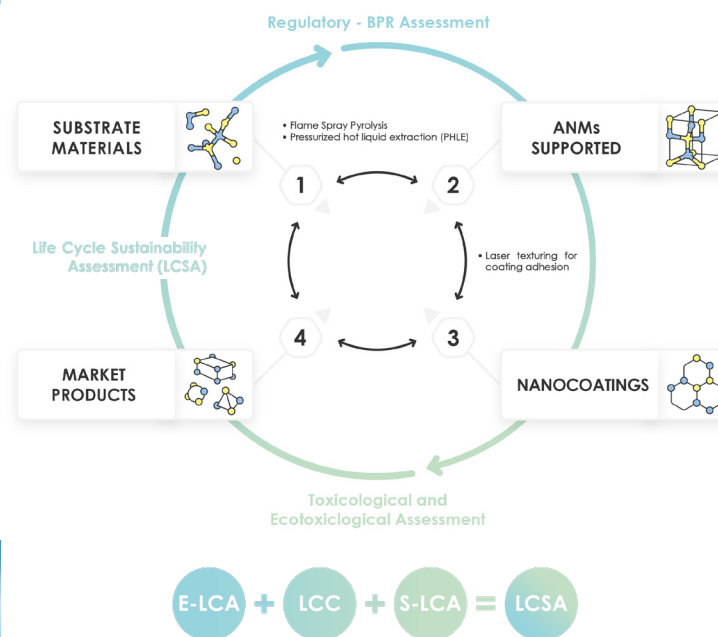 Regulatory - BPR Assessment
SUBSTRATE
MATERIALS
• Flame Spray Pyrolysis
• Pressurized hot liquid extraction (PHLE)
ANMs
SUPPORTED
1
2
Life Cycle Sustainability
Assessment (LCSA)
• Laser texturing for
coating adhesion
4
3
MARKET
PRODUCTS
NANOCOATINGS
Toxicological and
Ecotoxiclogical Assessment
E-LCA + LCC + S-LCA = LCSA